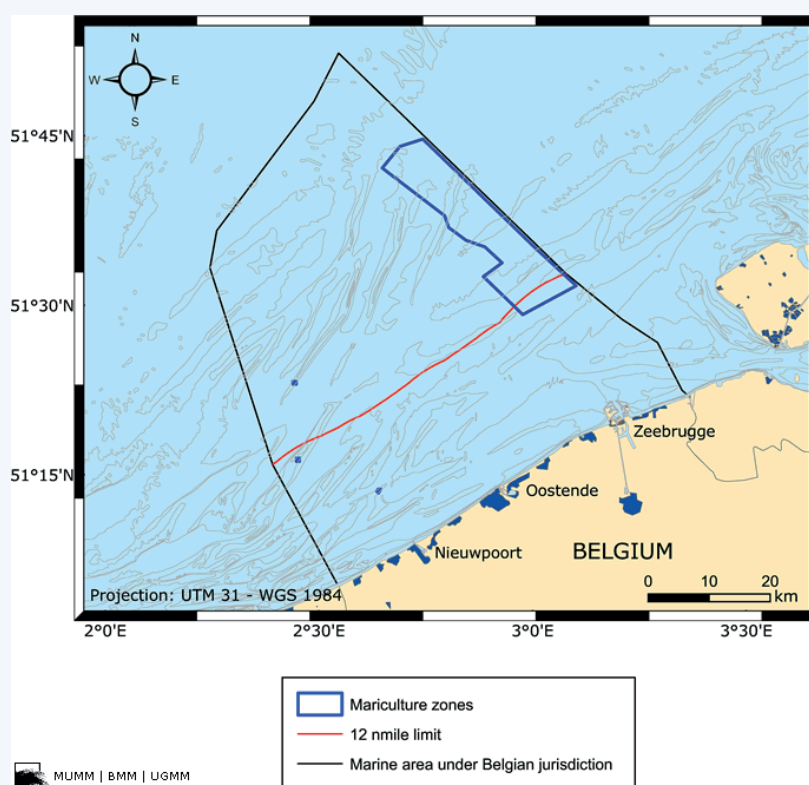 N
W E
S
51°45'N
51°30'N
51°15'N
Zeebrugge
Oostende
Nieuwpoort
BELGIUM
Projection: UTM 31 - WGS 1984
0 10 20
km
2°0'E 2°30'E 3°0'E 3°30'E
Mariculture zones
12 nmile limit
Marine area under Belgian jurisdiction
MUMM | BMM | UGMM